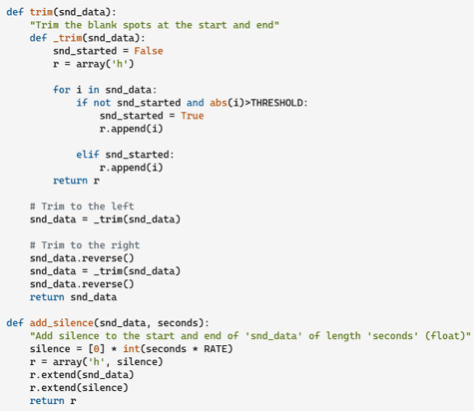 def trim(snd_data):
    "Trim the blank spots at the start and end"
    def _trim(snd_data):
        snd_started = False
        r = array('h')

        for i in snd_data:
            if not snd_started and abs(i)>THRESHOLD:
                snd_started = True
                r.append(i)

            elif snd_started:
                r.append(i)
        return r

    # Trim to the left
    snd_data = _trim(snd_data)

    # Trim to the right
    snd_data.reverse()
    snd_data = _trim(snd_data)
    snd_data.reverse()
    return snd_data

def add_silence(snd_data, seconds):
    "Add silence to the start and end of 'snd_data' of length 'seconds' (float)"
    silence = [0] * int(seconds * RATE)
    r = array('h', silence)
    r.extend(snd_data)
    r.extend(silence)
    return r